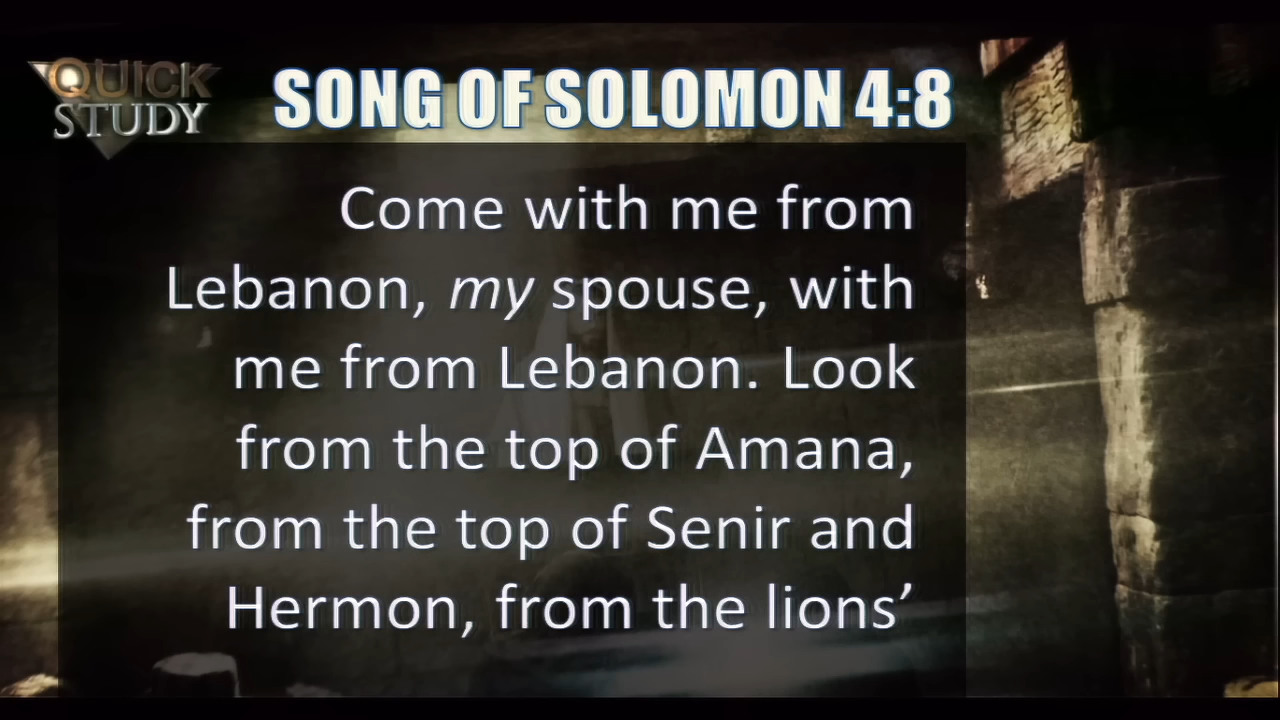 QUICK
STUDY
SONG OF SOLOMON 4:8
Come with me from
Lebanon, my spouse, with
me from Lebanon. Look
from the top of Amana,
from the top of Senir and
Hermon, from the lions’